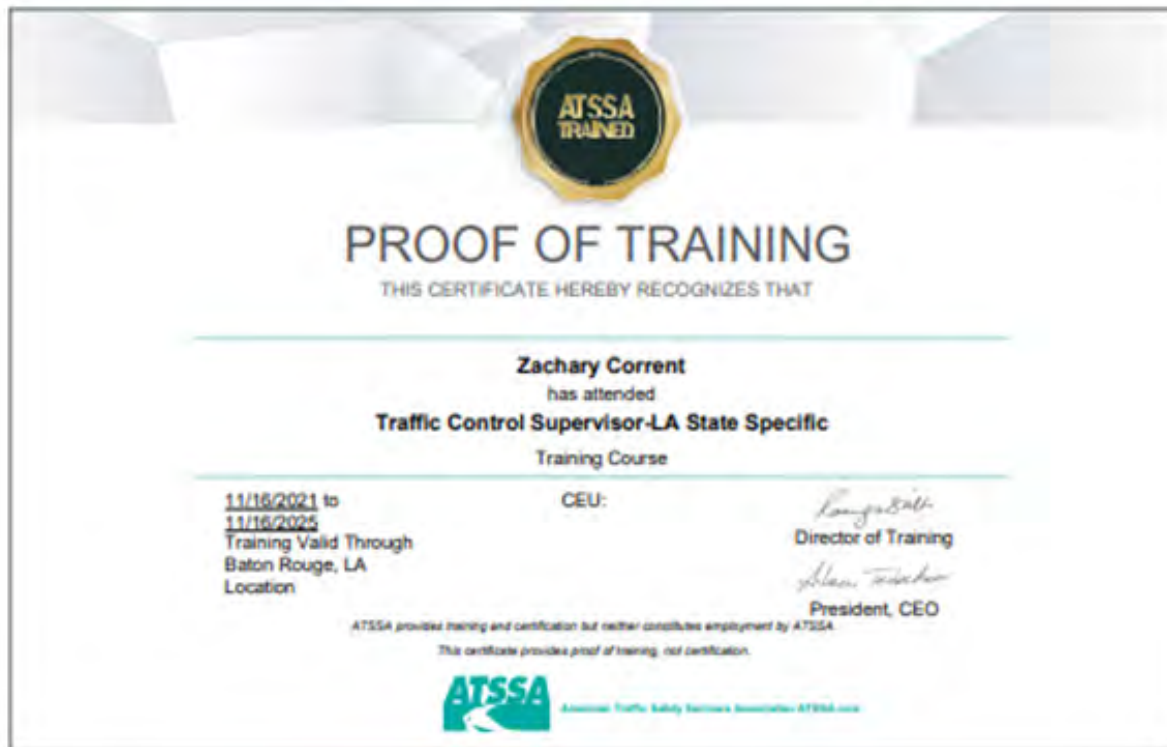 ATSSA
TRAINED
PROOF OF TRAINING
THIS CERTIFICATE HEREBY RECOGNIZES THAT
Zachary Corrent
has attended
Traffic Control Supervisor-LA State Specific
Training Course
11/16/2021 to
11/16/2025
Training Valid Through
Baton Rouge, LA
Location
CEU:
Director of Training
President, CEO
ATSSA provides training and certification but neither constitutes employment by ATSSA.
This certificate provides proof of training, not certification.
ATSSA
American Traffic Safety Services Association ATSSA.com